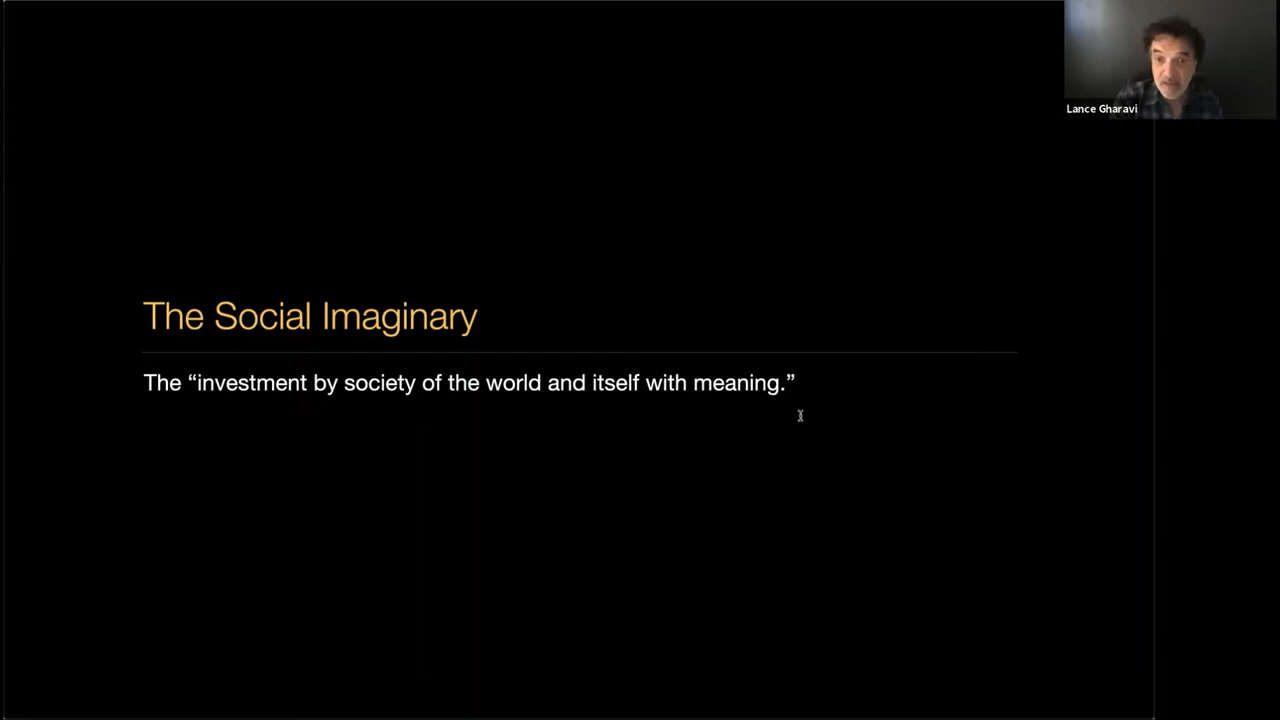 Lance Gharavi
The Social Imaginary
The “investment by society of the world and itself with meaning.”